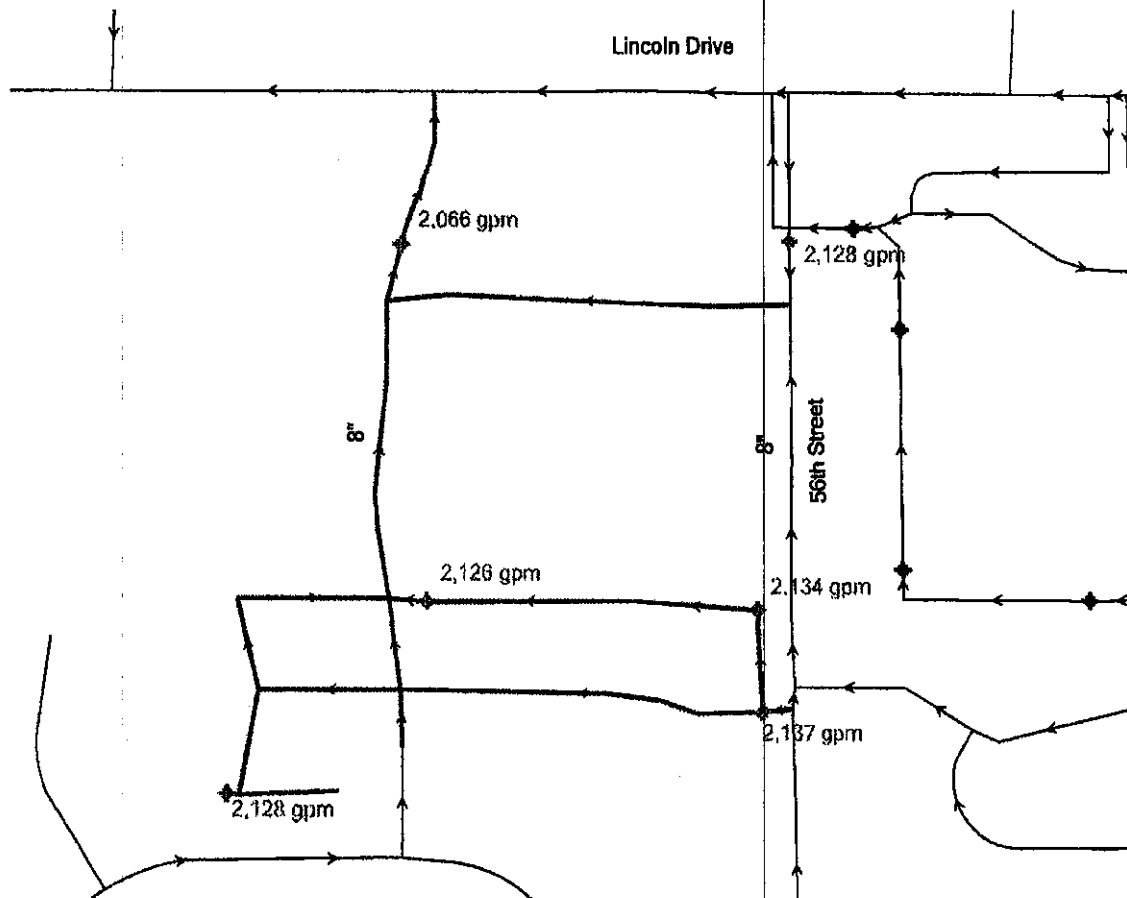 Lincoln Drive
2,066 gpm
2,128 gpm
8"
8"
56th Street
2,126 gpm
2,134 gpm
2,137 gpm
2,128 gpm